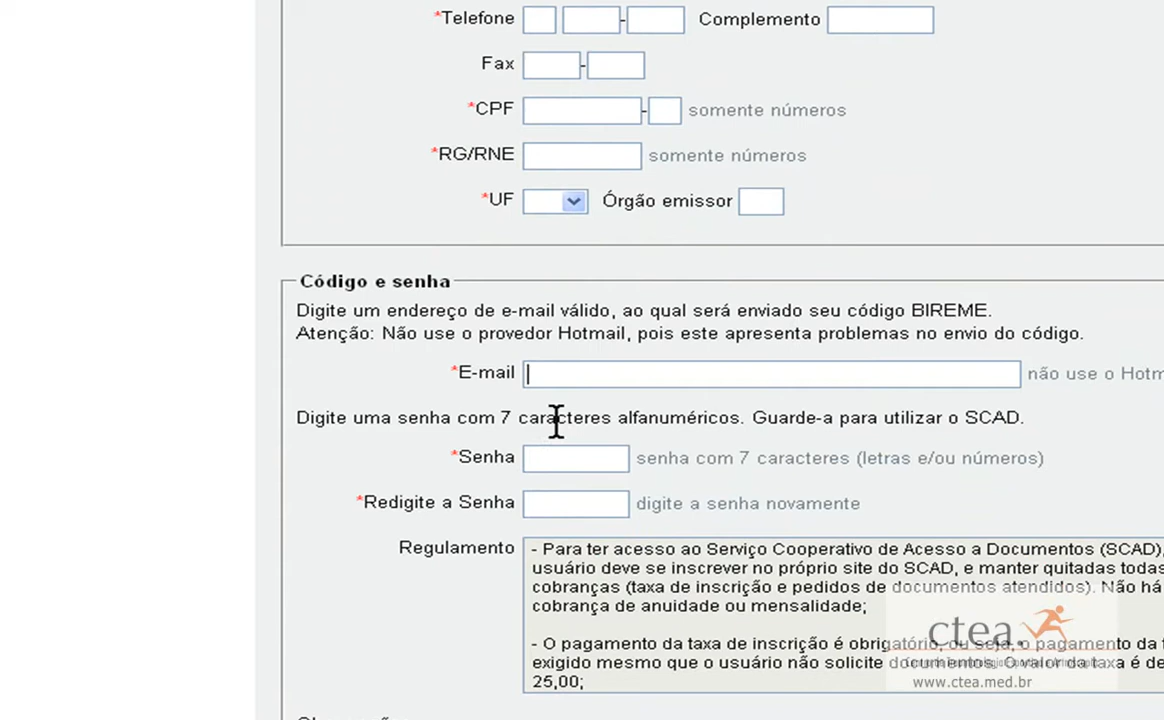 *Telefone - Complemento
Fax -
*CPF - somente números
*RG/RNE somente números
*UF Órgão emissor
Código e senha
Digite um endereço de e-mail válido, ao qual será enviado seu código BIREME.
Atenção: Não use o provedor Hotmail, pois este apresenta problemas no envio do código.
*E-mail não use o Hotm
Digite uma senha com 7 caracteres alfanuméricos. Guarde-a para utilizar o SCAD.
*Senha senha com 7 caracteres (letras e/ou números)
*Redigite a Senha digite a senha novamente
Regulamento - Para ter acesso ao Serviço Cooperativo de Acesso a Documentos (SCAD),
usuário deve se inscrever no próprio site do SCAD, e manter quitadas todas
cobranças (taxa de inscrição e pedidos de documentos atendidos). Não há
cobrança de anuidade ou mensalidade;
- O pagamento da taxa de inscrição é obrigatório, ou seja, o pagamento da t
exigido mesmo que o usuário não solicite documentos. O valor da taxa é de
25,00;
ctea.
www.ctea.med.br